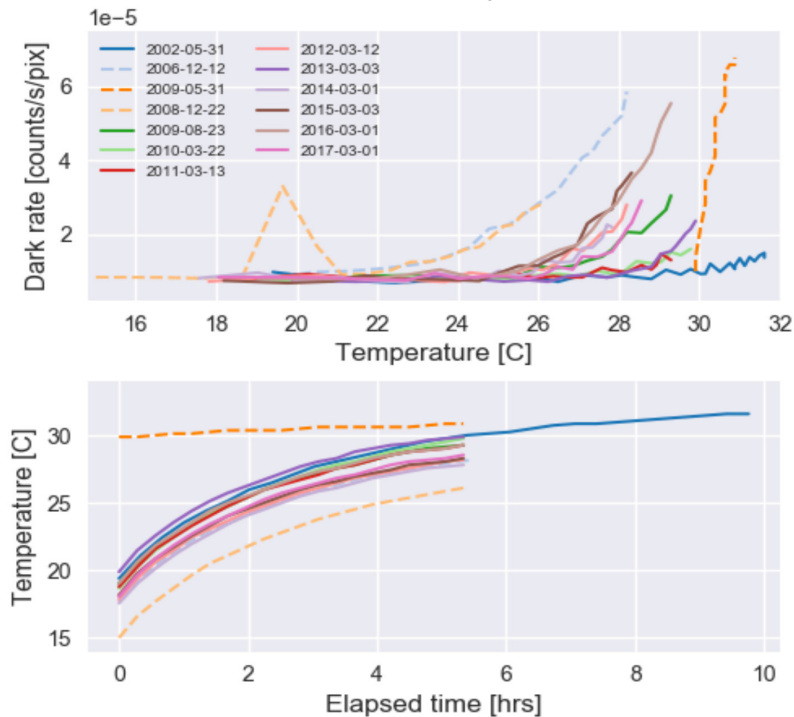 1e−5
6
4
2
Dark rate [counts/s/pix]
2002-05-31
2006-12-12
2009-05-31
2008-12-22
2009-08-23
2010-03-22
2011-03-13
2012-03-12
2013-03-03
2014-03-01
2015-03-03
2016-03-01
2017-03-01
16 18 20 22 24 26 28 30 32
Temperature [C]
30
25
20
15
Temperature [C]
0 2 4 6 8 10
Elapsed time [hrs]